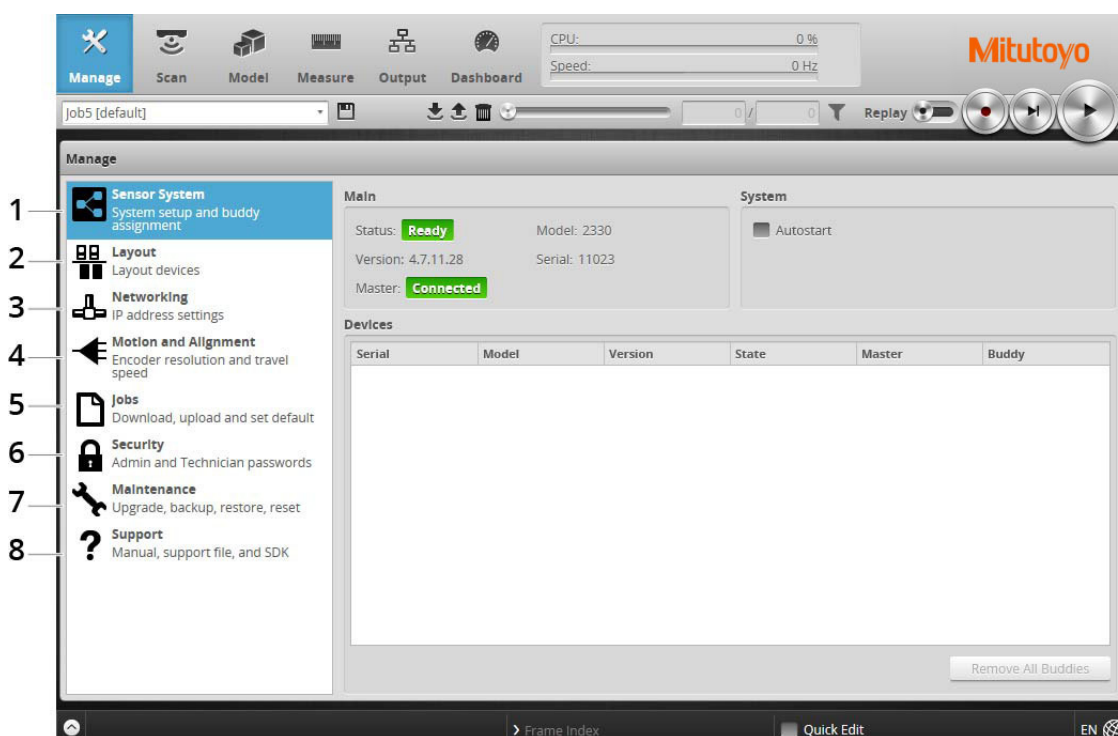 Manage Scan Model Measure Output Dashboard
CPU: 0 %
Speed: 0 Hz
Mitutoyo
Job5 [default]
0 / 0
Replay
Manage
1
Sensor System
System setup and buddy
assignment
2
Layout
Layout devices
3
Networking
IP address settings
4
Motion and Alignment
Encoder resolution and travel
speed
5
Jobs
Download, upload and set default
6
Security
Admin and Technician passwords
7
Maintenance
Upgrade, backup, restore, reset
8
Support
Manual, support file, and SDK
Main
Status: Ready Model: 2330
Version: 4.7.11.28 Serial: 11023
Master: Connected
System
Autostart
Devices
Serial Model Version State Master Buddy
Remove All Buddies
Frame Index
Quick Edit
EN